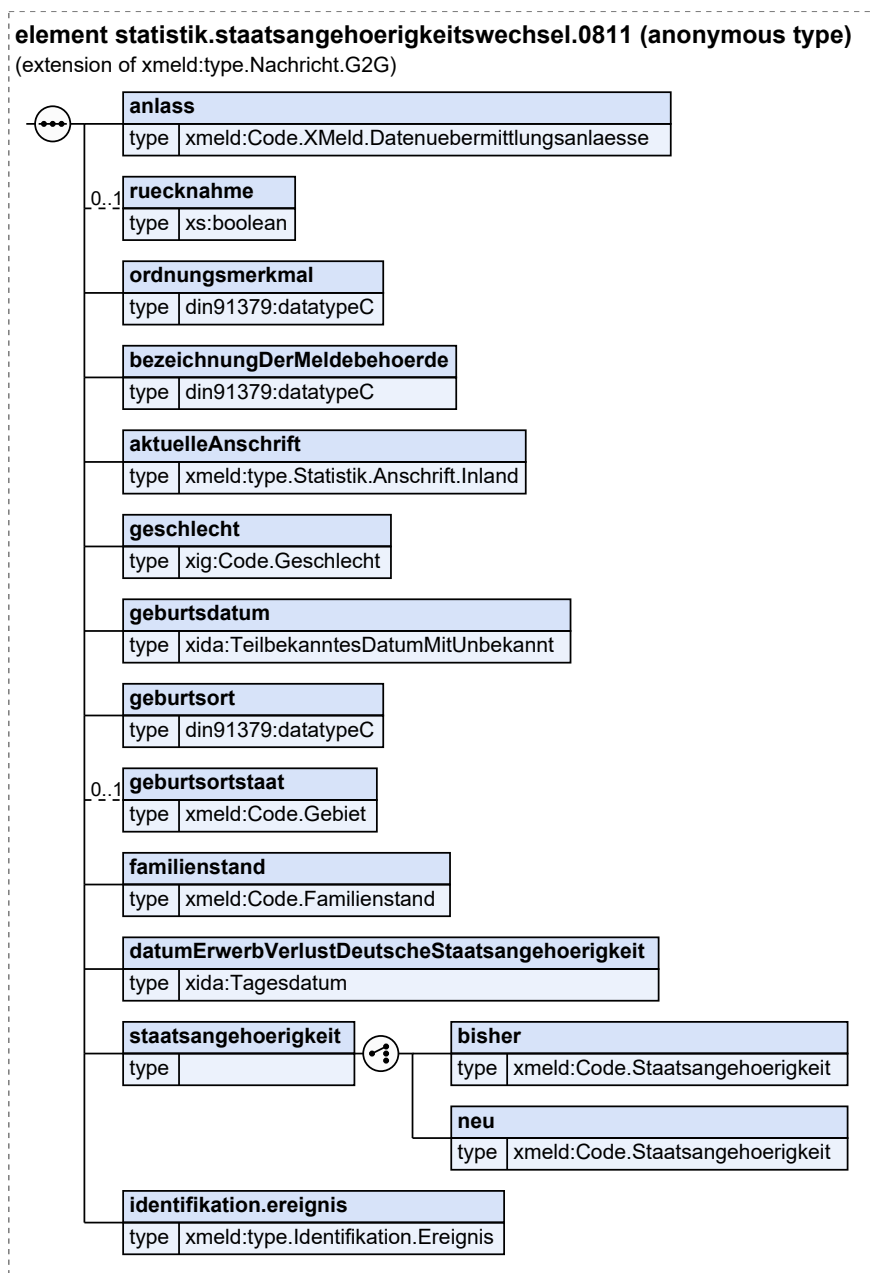 element statistik.staatsangehoerigkeitswechsel.0811 (anonymous type)
(extension of xmeld:type.Nachricht.G2G)
anlass
type xmeld:Code.XMeld.Datenuebermittlungsanlaesse
0..1 ruecknahme
type xs:boolean
ordnungsmerkmal
type din91379:datatypeC
bezeichnungDerMeldebehoerde
type din91379:datatypeC
aktuelleAnschrift
type xmeld:type.Statistik.Anschrift.Inland
geschlecht
type xig:Code.Geschlecht
geburtsdatum
type xida:TeilbekanntesDatumMitUnbekannt
geburtsort
type din91379:datatypeC
0..1 geburtsortstaat
type xmeld:Code.Gebiet
familienstand
type xmeld:Code.Familienstand
datumErwerbVerlustDeutscheStaatsangehoerigkeit
type xida:Tagesdatum
staatsangehoerigkeit
type
bisher
type xmeld:Code.Staatsangehoerigkeit
neu
type xmeld:Code.Staatsangehoerigkeit
identifikation.ereignis
type xmeld:type.Identifikation.Ereignis